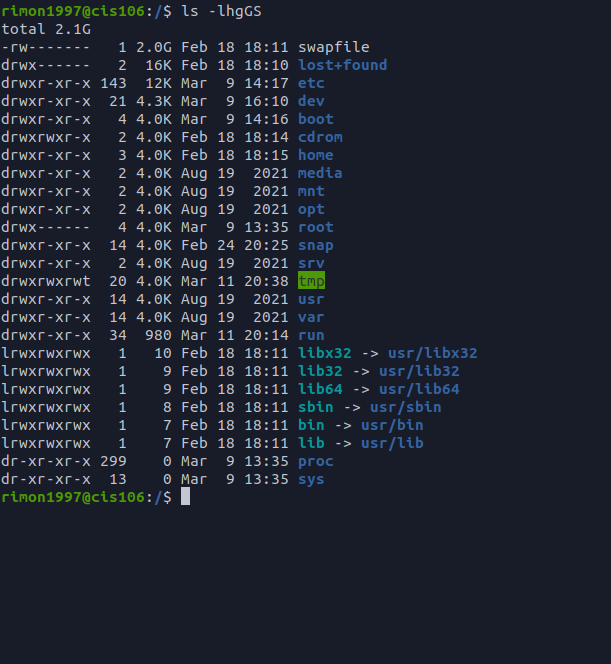 rimon1997@cis106:/$ ls -lhgGS
total 2.1G
-rw-------   1 2.0G Feb 18 18:11 swapfile
drwx------   2  16K Feb 18 18:10 lost+found
drwxr-xr-x 143  12K Mar  9 14:17 etc
drwxr-xr-x  21 4.3K Mar  9 16:10 dev
drwxr-xr-x   4 4.0K Mar  9 14:16 boot
drwxrwxr-x   2 4.0K Feb 18 18:14 cdrom
drwxr-xr-x   3 4.0K Feb 18 18:15 home
drwxr-xr-x   2 4.0K Aug 19  2021 media
drwxr-xr-x   2 4.0K Aug 19  2021 mnt
drwxr-xr-x   2 4.0K Aug 19  2021 opt
drwx------   4 4.0K Mar  9 13:35 root
drwxr-xr-x  14 4.0K Feb 24 20:25 snap
drwxr-xr-x   2 4.0K Aug 19  2021 srv
drwxrwxrwt  20 4.0K Mar 11 20:38 tmp
drwxr-xr-x  14 4.0K Aug 19  2021 usr
drwxr-xr-x  14 4.0K Aug 19  2021 var
drwxr-xr-x  34  980 Mar 11 20:14 run
lrwxrwxrwx   1   10 Feb 18 18:11 libx32 -> usr/libx32
lrwxrwxrwx   1    9 Feb 18 18:11 lib32 -> usr/lib32
lrwxrwxrwx   1    9 Feb 18 18:11 lib64 -> usr/lib64
lrwxrwxrwx   1    8 Feb 18 18:11 sbin -> usr/sbin
lrwxrwxrwx   1    7 Feb 18 18:11 bin -> usr/bin
lrwxrwxrwx   1    7 Feb 18 18:11 lib -> usr/lib
dr-xr-xr-x 299    0 Mar  9 13:35 proc
dr-xr-xr-x  13    0 Mar  9 13:35 sys
rimon1997@cis106:/$